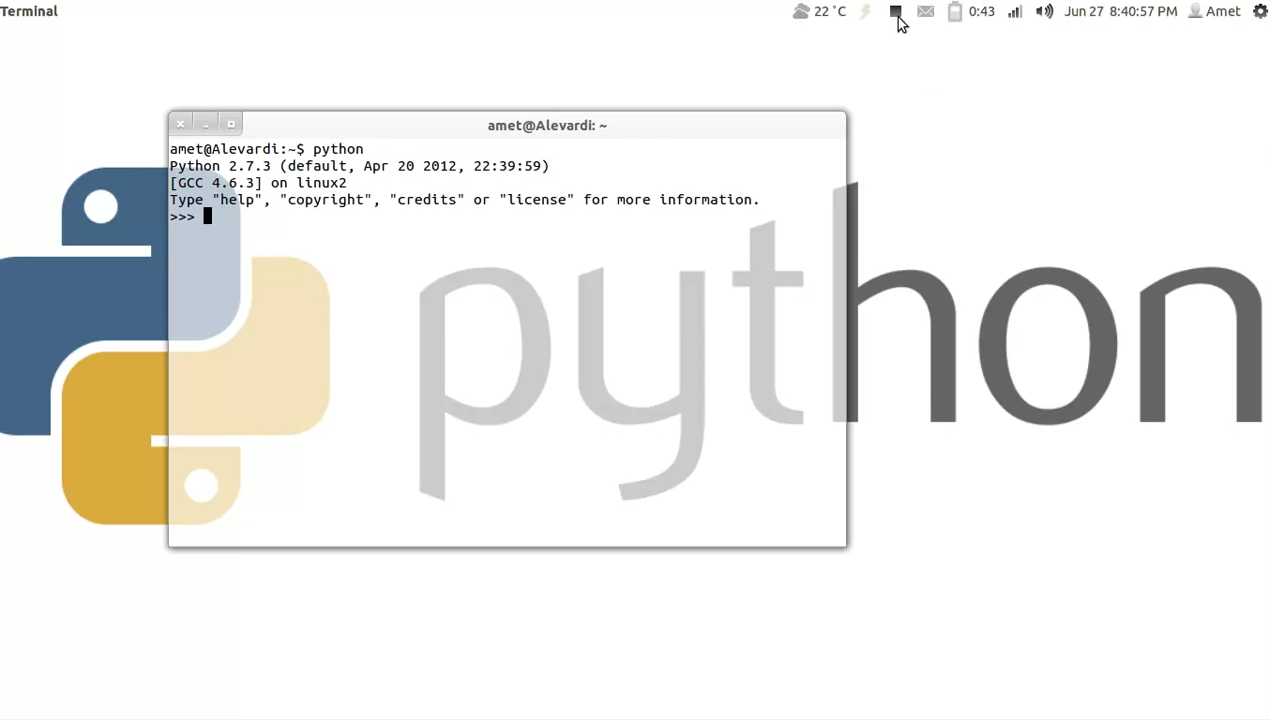 Terminal
22 °C
0:43
Jun 27 8:40:57 PM
Amet
amet@Alevardi: ~
amet@Alevardi:~$ python
Python 2.7.3 (default, Apr 20 2012, 22:39:59)
[GCC 4.6.3] on linux2
Type "help", "copyright", "credits" or "license" for more information.
>>>
python